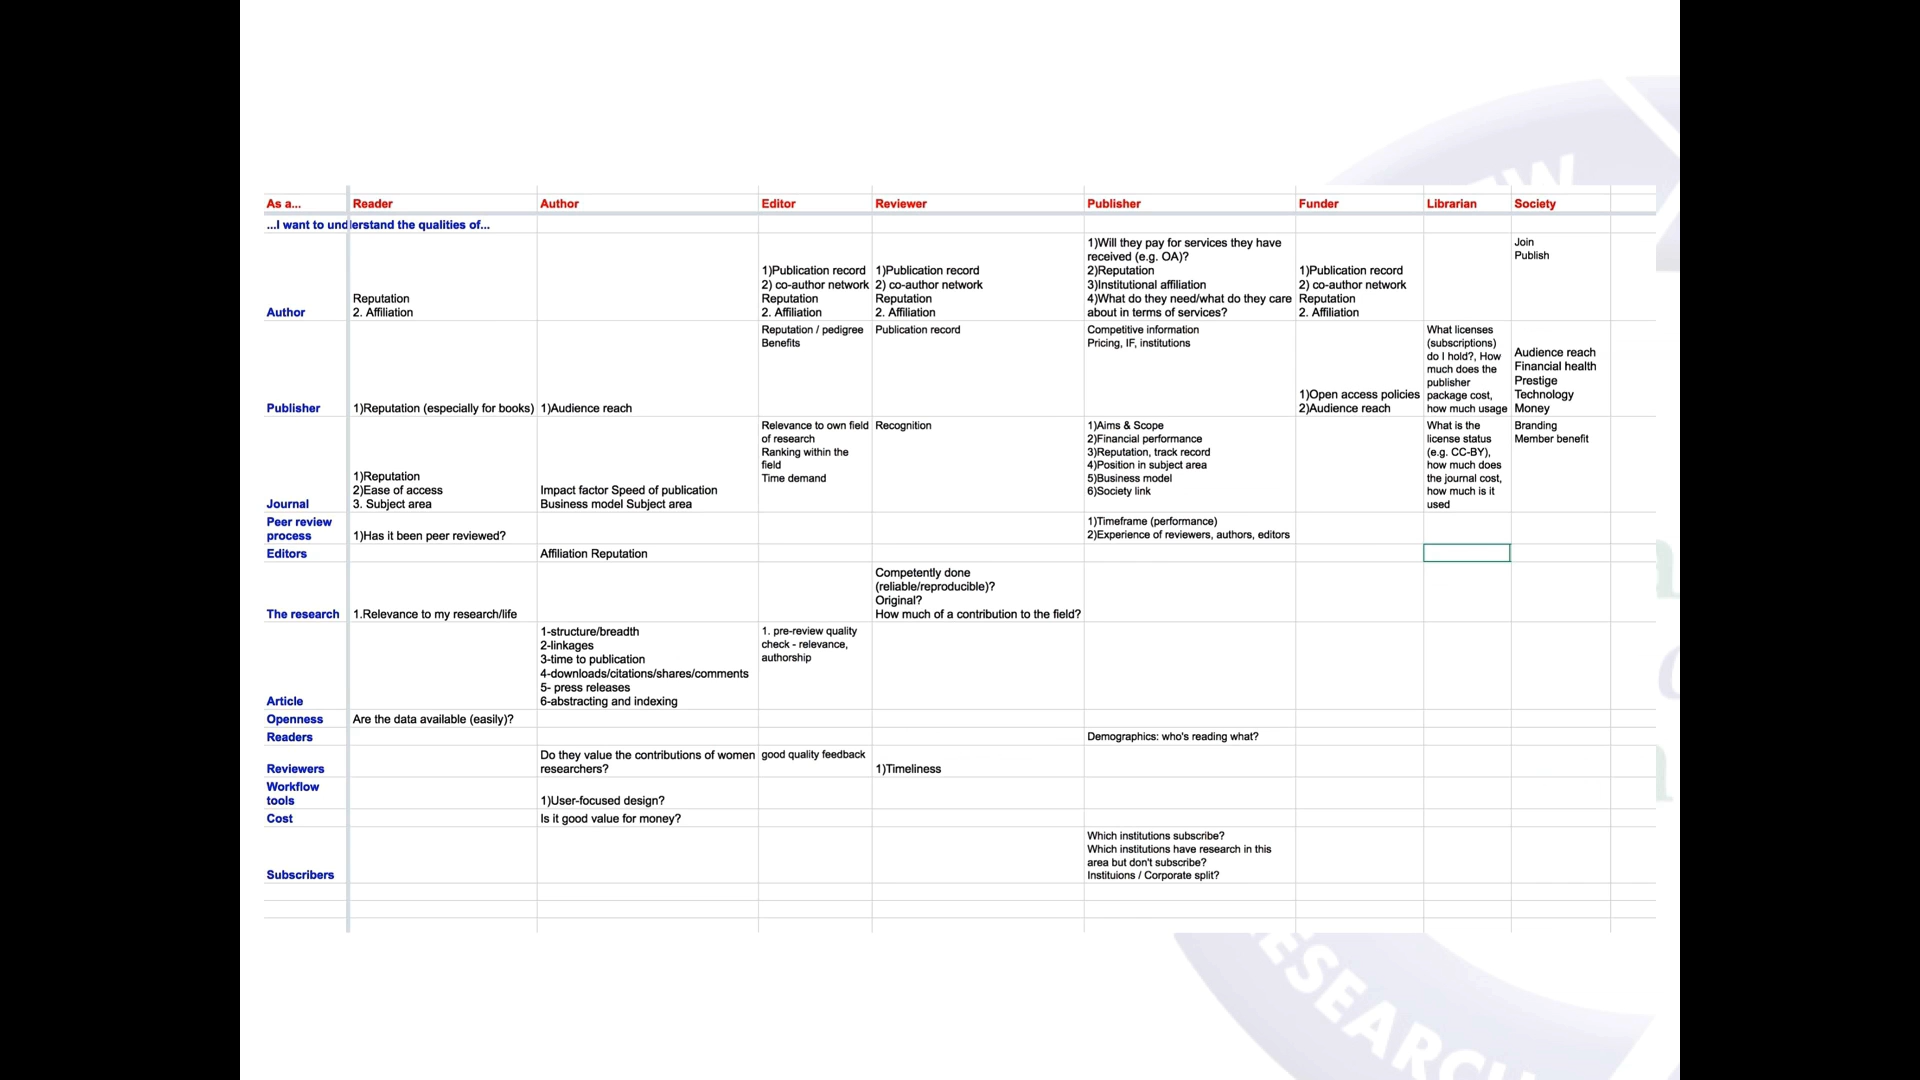 As a... Reader Author Editor Reviewer Publisher Funder Librarian Society
...I want to understand the qualities of...
Author
Reputation
2. Affiliation
1)Publication record
2) co-author network
Reputation
2. Affiliation
1)Publication record
2) co-author network
Reputation
2. Affiliation
1)Will they pay for services they have
received (e.g. OA)?
2)Reputation
3)Institutional affiliation
4)What do they need/what do they care
about in terms of services?
1)Publication record
2) co-author network
Reputation
2. Affiliation
Join
Publish
Publisher
1)Reputation (especially for books)
1)Audience reach
Reputation / pedigree
Benefits
Publication record
Competitive information
Pricing, IF, institutions
1)Open access policies
2)Audience reach
What licenses
(subscriptions)
do I hold?, How
much does the
publisher
package cost,
how much usage
Audience reach
Financial health
Prestige
Technology
Money
Journal
1)Reputation
2)Ease of access
3. Subject area
Impact factor Speed of publication
Business model Subject area
Relevance to own field
of research
Ranking within the
field
Time demand
Recognition
1)Aims & Scope
2)Financial performance
3)Reputation, track record
4)Position in subject area
5)Business model
6)Society link
What is the
license status
(e.g. CC-BY),
how much does
the journal cost,
how much is it
used
Branding
Member benefit
Peer review
process
1)Has it been peer reviewed?
1)Timeframe (performance)
2)Experience of reviewers, authors, editors
Editors
Affiliation Reputation
The research
1.Relevance to my research/life
Competently done
(reliable/reproducible)?
Original?
How much of a contribution to the field?
Article
1-structure/breadth
2-linkages
3-time to publication
4-downloads/citations/shares/comments
5- press releases
6-abstracting and indexing
1. pre-review quality
check - relevance,
authorship
Openness
Are the data available (easily)?
Readers
Demographics: who's reading what?
Reviewers
Do they value the contributions of women
researchers?
good quality feedback
1)Timeliness
Workflow
tools
1)User-focused design?
Cost
Is it good value for money?
Subscribers
Which institutions subscribe?
Which institutions have research in this
area but don't subscribe?
Instituions / Corporate split?